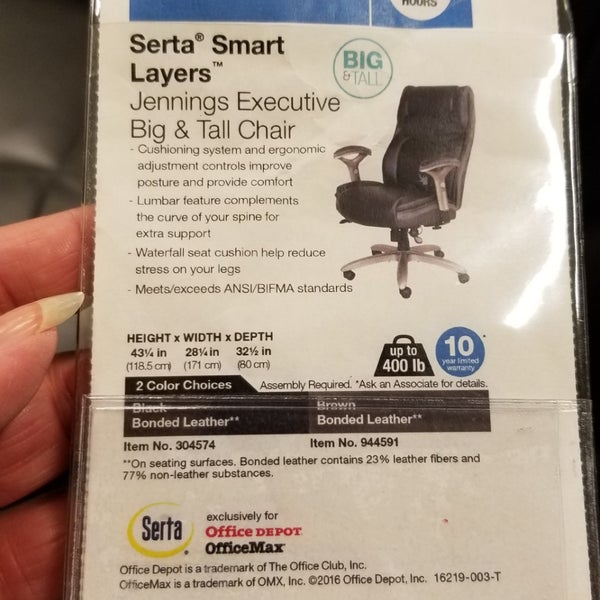 HOURS
Serta® Smart
Layers™
Jennings Executive
Big & Tall Chair
BIG
& TALL
- Cushioning system and ergonomic
adjustment controls improve
posture and provide comfort
- Lumbar feature complements
the curve of your spine for
extra support
- Waterfall seat cushion help reduce
stress on your legs
- Meets/exceeds ANSI/BIFMA standards
HEIGHT x WIDTH x DEPTH
43¼ in 28¼ in 32½ in
(118.5 cm) (171 cm) (80 cm)
up to
400 lb
10*
year limited
warranty
2 Color Choices Assembly Required. *Ask an Associate for details.
Black Brown
Bonded Leather** Bonded Leather**
Item No. 304574 Item No. 944591
**On seating surfaces. Bonded leather contains 23% leather fibers and
77% non-leather substances.
Serta®
exclusively for
Office DEPOT
OfficeMax
Office Depot is a trademark of The Office Club, Inc.
OfficeMax is a trademark of OMX, Inc. ©2016 Office Depot, Inc. 16219-003-T